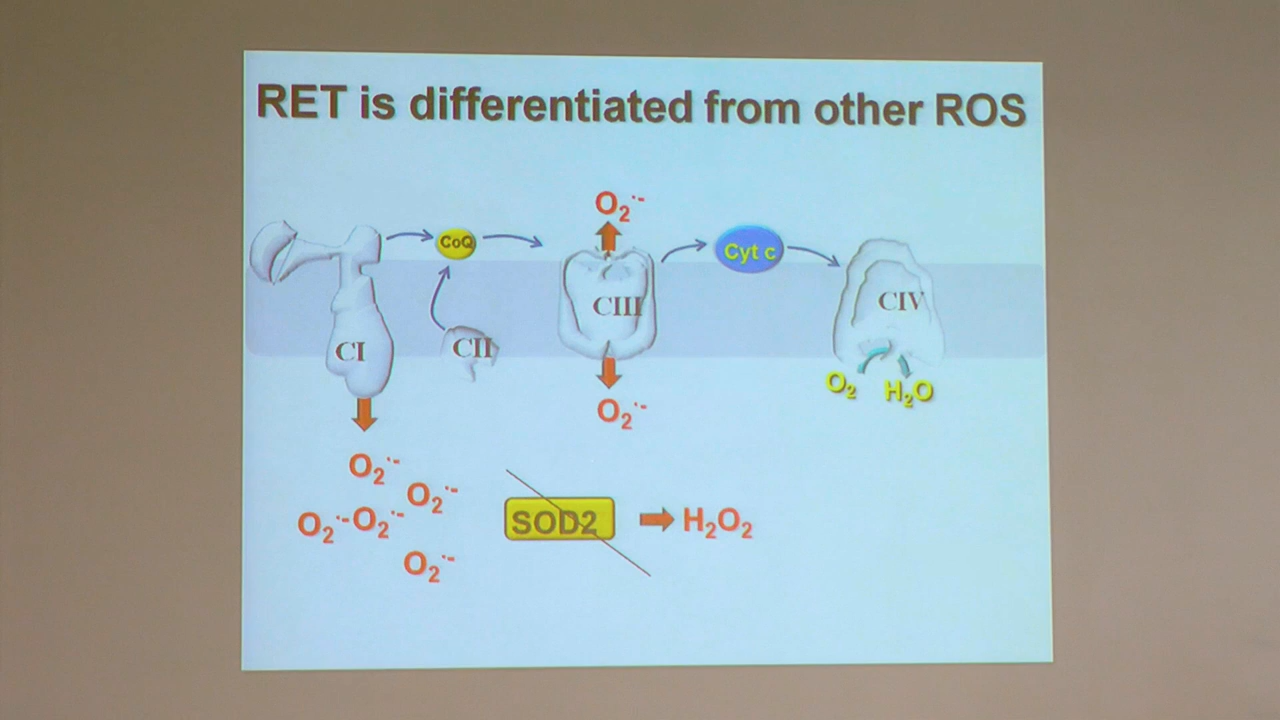 RET is differentiated from other ROS
O₂·-
CoQ
Cyt c
CIII
CIV
CI
CII
O₂
H₂O
O₂·-
O₂·-
O₂·-
O₂·-
O₂·-
SOD2
H₂O₂
O₂·-